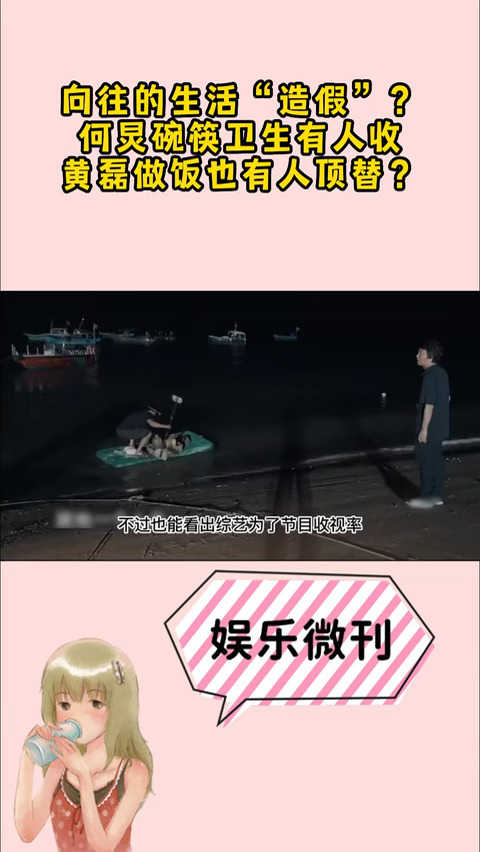 向往的生活“造假”？
何炅碗筷卫生有人收
黄磊做饭也有人顶替？
不过也能看出综艺为了节目收视率
娱乐微刊